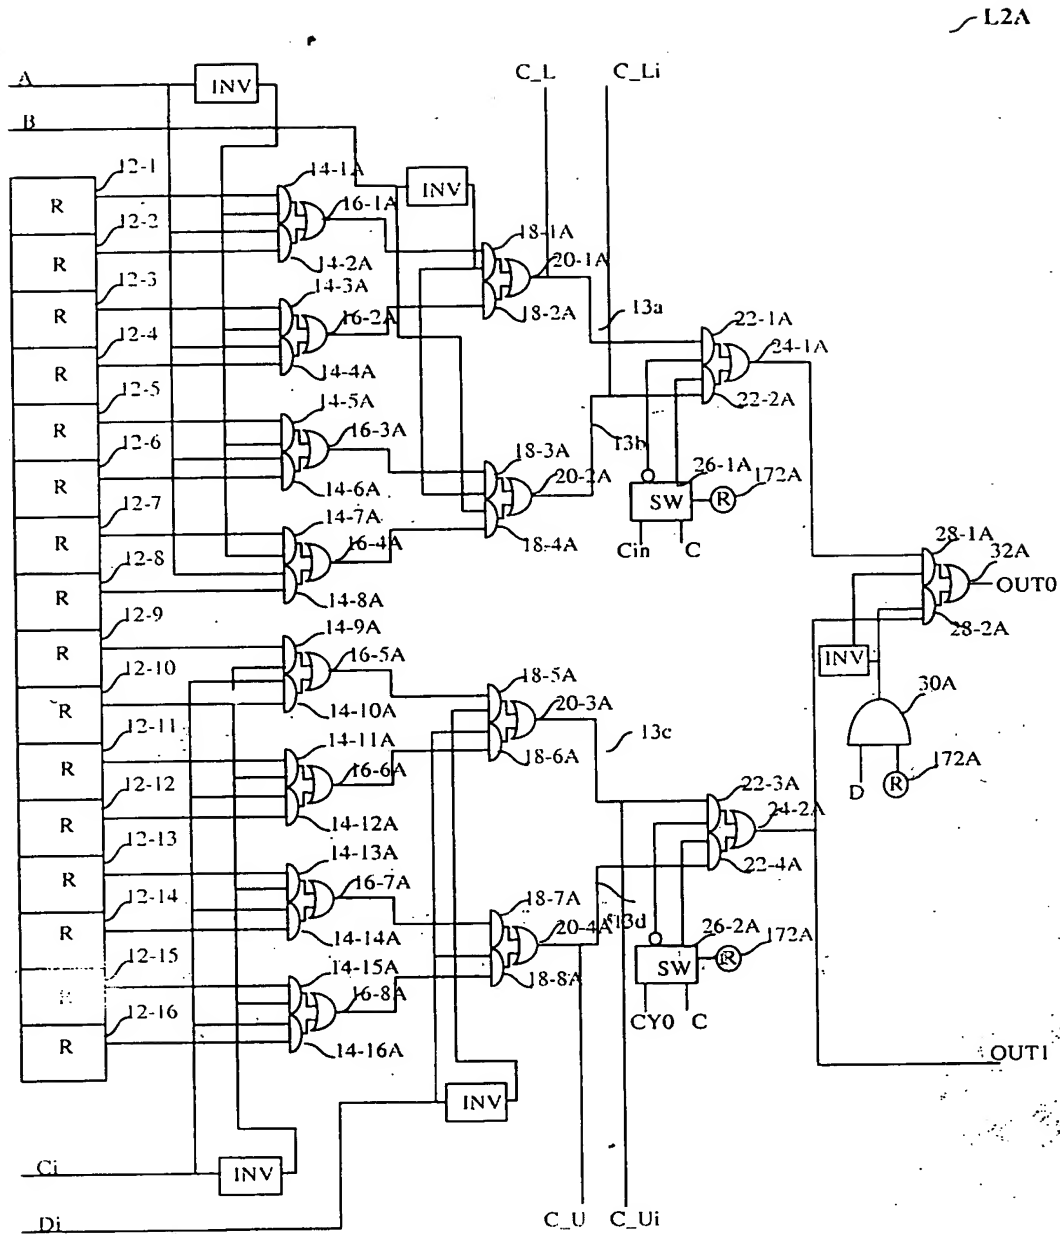 L2A
A
INV
C_L
C_Li
B
12-1
14-1A
INV
R
16-1A
12-2
18-1A
R
14-2A
20-1A
12-3
14-3A
R
16-2A
18-2A
13a
12-4
22-1A
R
14-4A
24-1A
12-5
14-5A
22-2A
R
16-3A
13b
12-6
18-3A
R
14-6A
20-2A
26-1A
172A
SW
R
12-7
14-7A
R
16-4A
18-4A
Cin
C
12-8
28-1A
R
14-8A
32A
OUT0
12-9
14-9A
28-2A
R
16-5A
INV
12-10
18-5A
30A
R
14-10A
20-3A
12-11
14-11A
13c
R
16-6A
18-6A
172A
12-12
22-3A
D
R
R
14-12A
24-2A
12-13
14-13A
22-4A
R
16-7A
12-14
18-7A
13d
R
14-14A
20-4A
26-2A
172A
12-15
14-15A
SW
R
R
16-8A
18-8A
12-16
CY0
C
R
14-16A
OUT1
INV
Ci
INV
Di
C_U
C_Ui